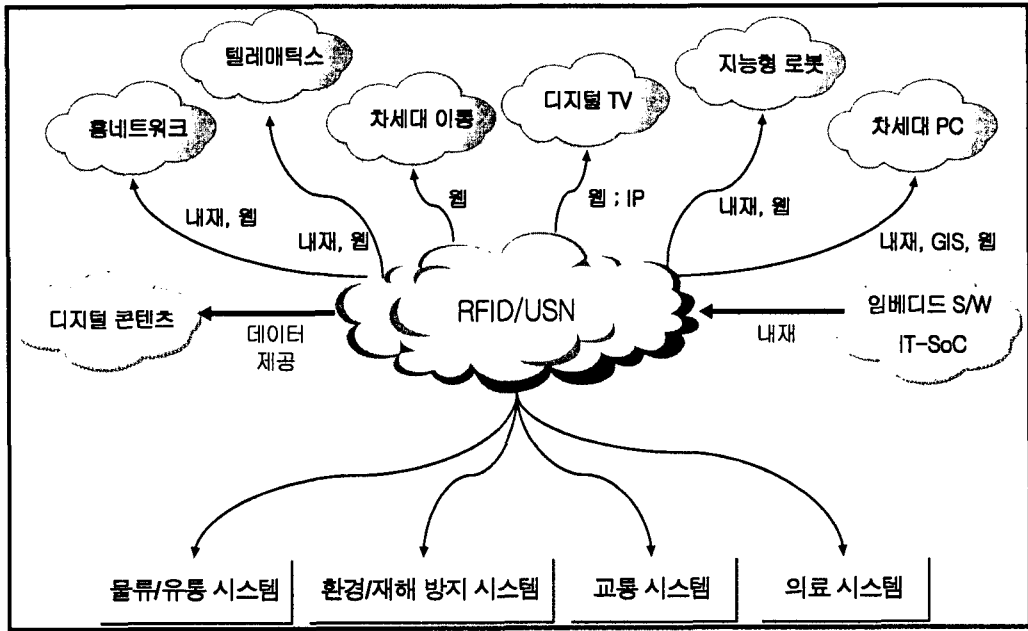 텔레매틱스
지능형 로봇
홈네트워크
차세대 이동
디지털 TV
차세대 PC
내재, 웹
내재, 웹
웹
웹 ; IP
내재, 웹
내재, GIS, 웹
디지털 콘텐츠
데이터
제공
RFID/USN
내재
임베디드 S/W
IT-SoC
물류/유통 시스템
환경/재해 방지 시스템
교통 시스템
의료 시스템